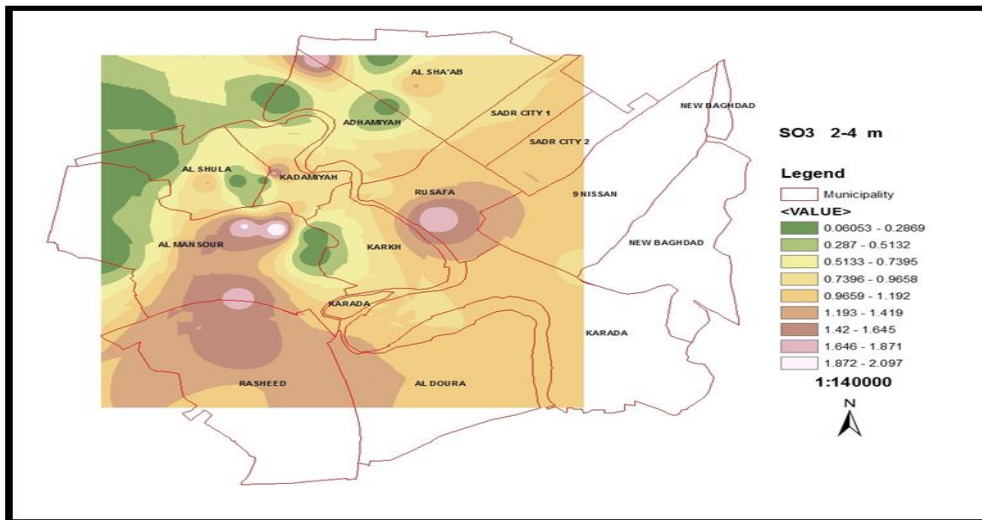 AL SHA'AB
NEW BAGHDAD
SADR CITY 1
ADHAMIYAH
SADR CITY 2
AL SHULA
KADAMIYAH
RUSAFA
9 NISSAN
AL MANSOUR
KARKH
NEW BAGHDAD
KARADA
KARADA
RASHEED
AL DOURA
SO3 2-4 m
Legend
Municipality
<VALUE>
0.06053 - 0.2869
0.287 - 0.5132
0.5133 - 0.7395
0.7396 - 0.9658
0.9659 - 1.192
1.193 - 1.419
1.42 - 1.645
1.646 - 1.871
1.872 - 2.097
1:140000
N